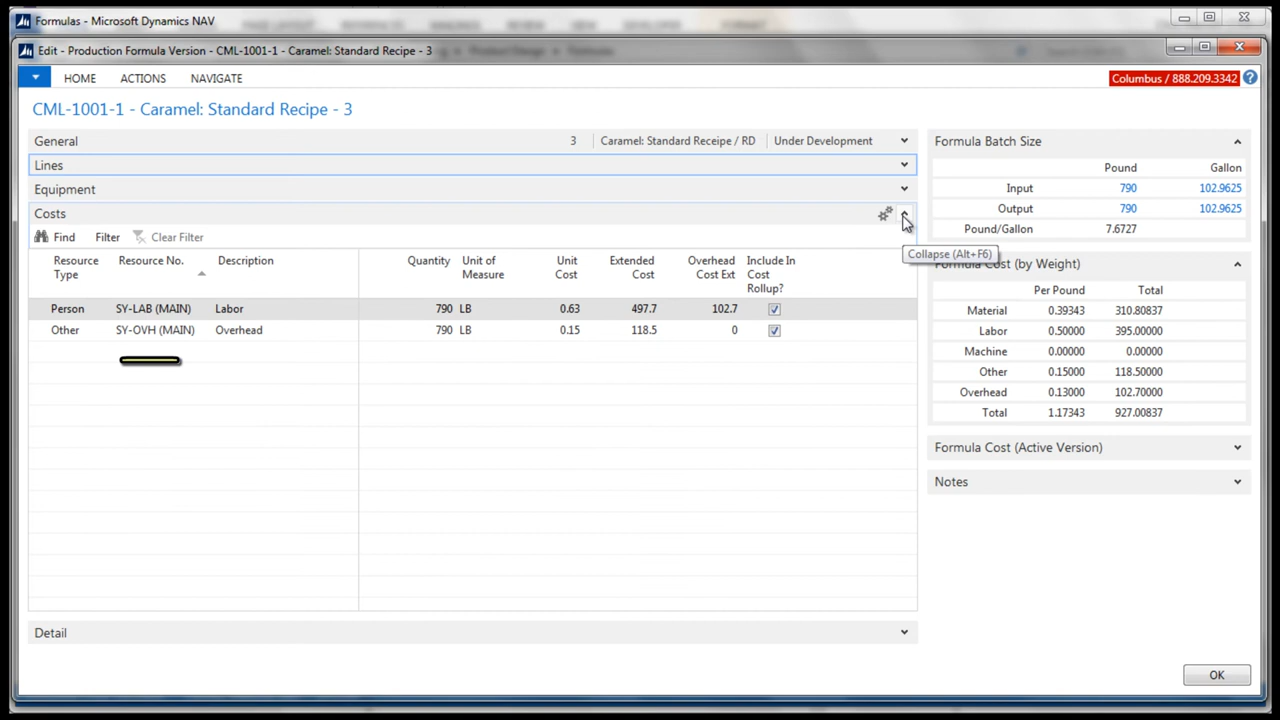 Formulas - Microsoft Dynamics NAV
Edit - Production Formula Version - CML-1001-1 - Caramel: Standard Recipe - 3
HOME ACTIONS NAVIGATE Columbus / 888.209.3342
CML-1001-1 - Caramel: Standard Recipe - 3
General 3 Caramel: Standard Receipe / RD Under Development
Lines
Equipment
Costs
Find Filter Clear Filter
Resource Type Resource No. Description Quantity Unit of Measure Unit Cost Extended Cost Overhead Cost Ext Include In Cost Rollup?
Person SY-LAB (MAIN) Labor 790 LB 0.63 497.7 102.7
Other SY-OVH (MAIN) Overhead 790 LB 0.15 118.5 0
Collapse (Alt+F6)
Detail
Formula Batch Size
Pound Gallon
Input 790 102.9625
Output 790 102.9625
Pound/Gallon 7.6727
Formula Cost (by Weight)
Per Pound Total
Material 0.39343 310.80837
Labor 0.50000 395.00000
Machine 0.00000 0.00000
Other 0.15000 118.50000
Overhead 0.13000 102.70000
Total 1.17343 927.00837
Formula Cost (Active Version)
Notes
OK